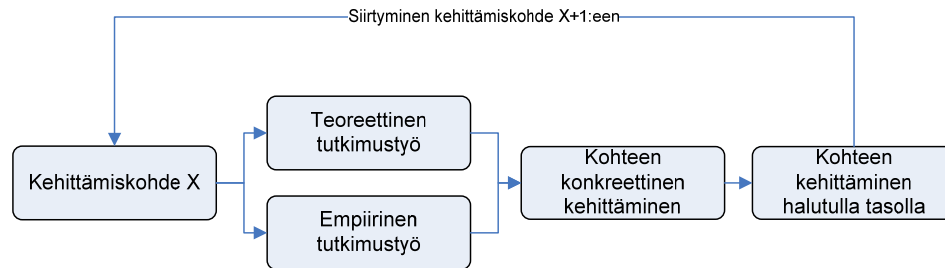 Siirtyminen kehittämiskohde X+1:een
Kehittämiskohde X
Teoreettinen
tutkimustyö
Empiirinen
tutkimustyö
Kohteen
konkreettinen
kehittäminen
Kohteen
kehittäminen
halutulla tasolla